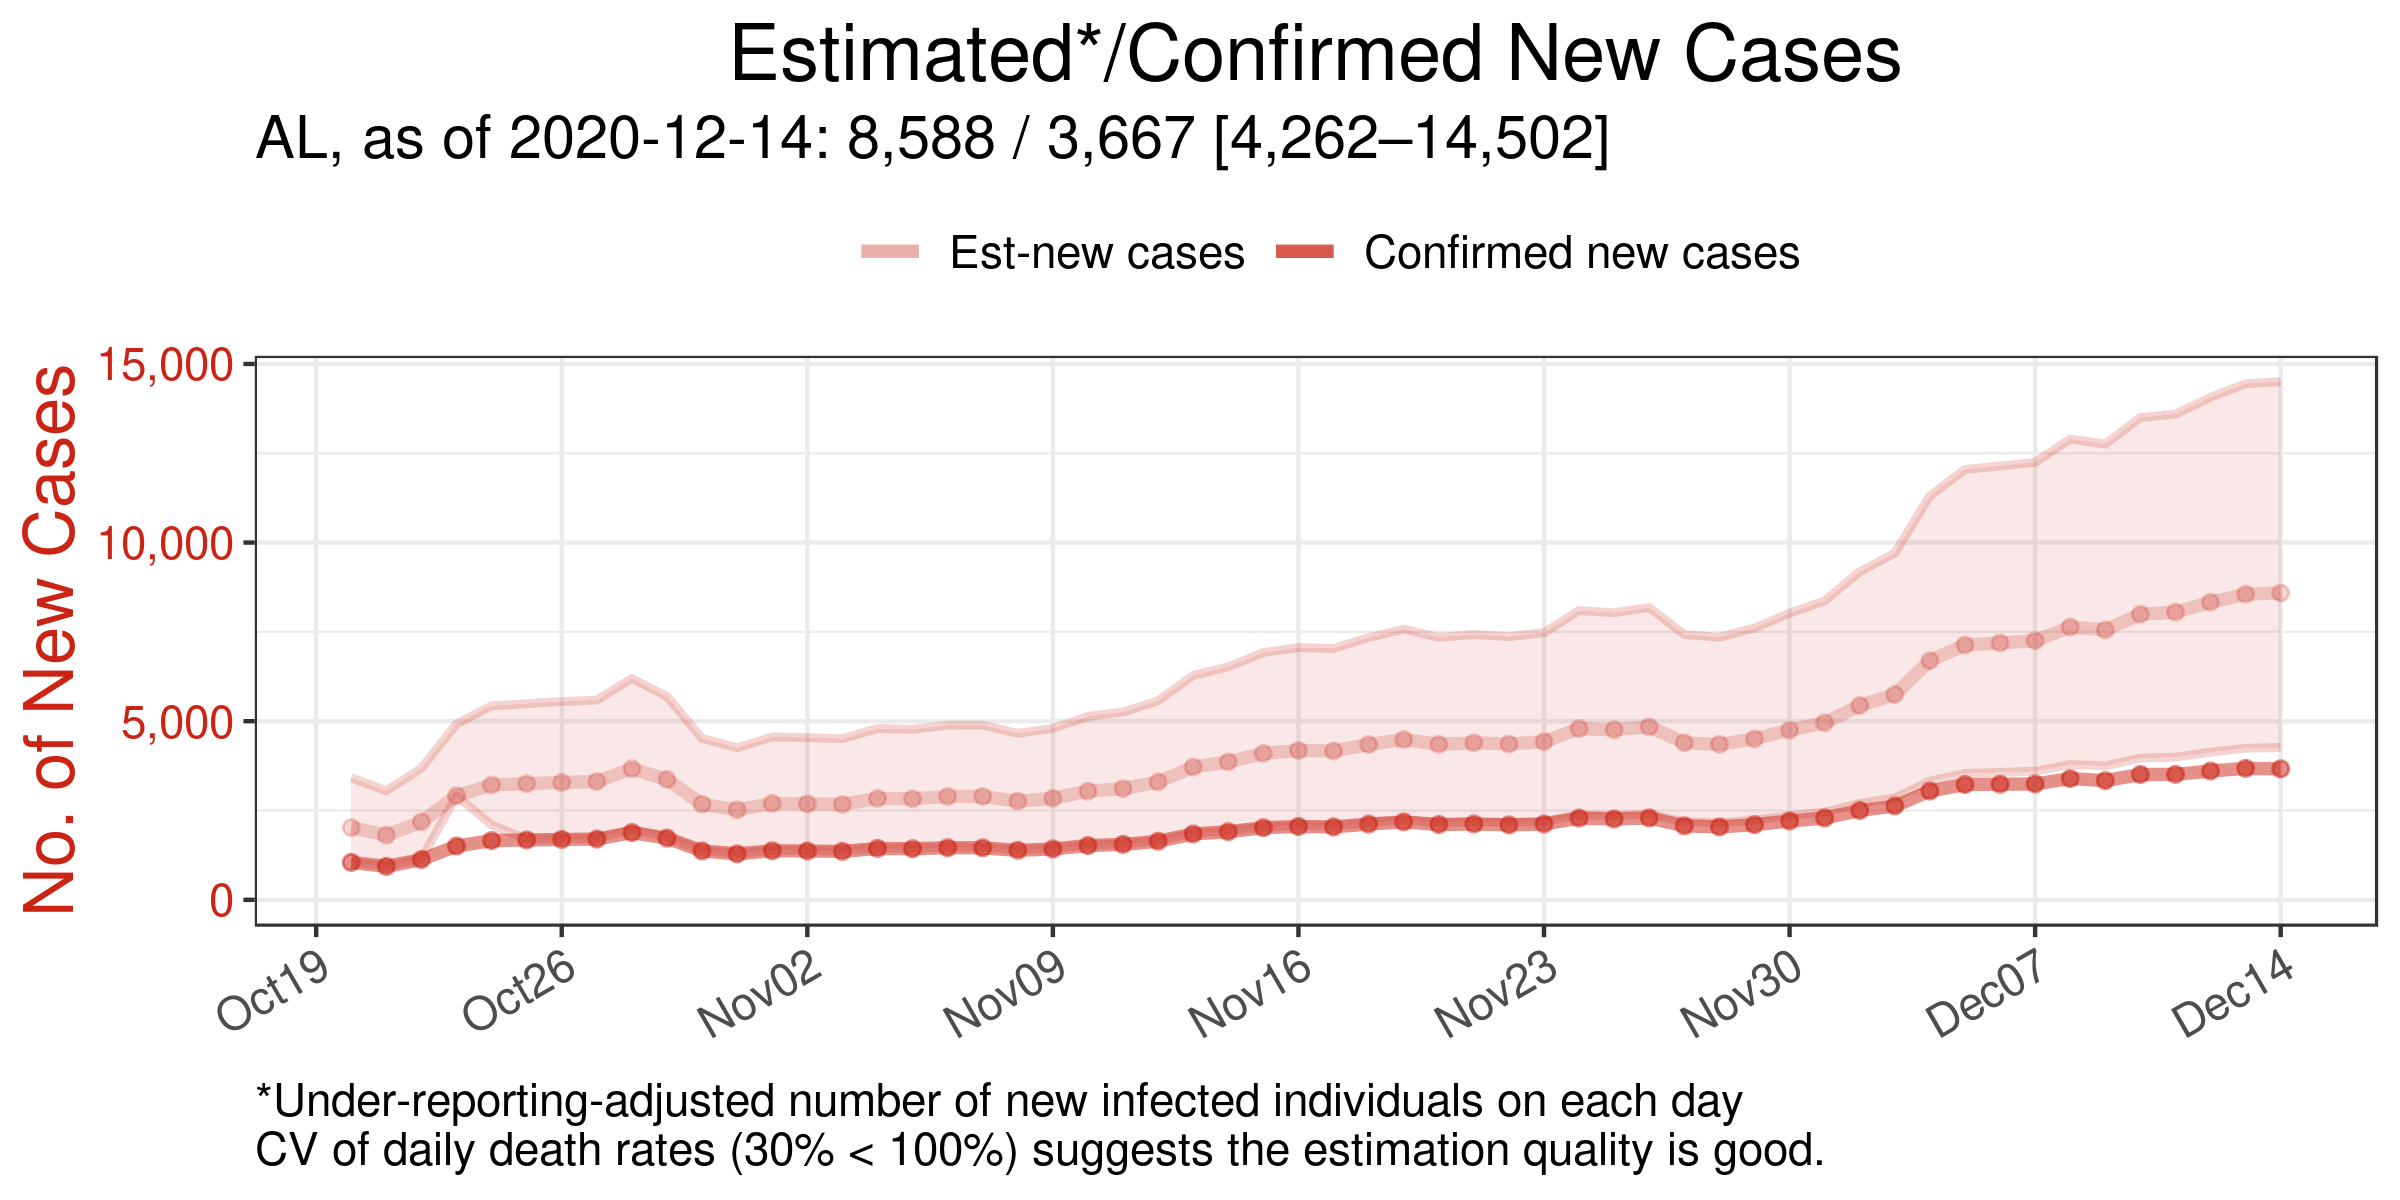 Estimated*/Confirmed New Cases
AL, as of 2020-12-14: 8,588 / 3,667 [4,262–14,502]
Est-new cases Confirmed new cases
No. of New Cases
15,000
10,000
5,000
0
Oct19 Oct26 Nov02 Nov09 Nov16 Nov23 Nov30 Dec07 Dec14
*Under-reporting-adjusted number of new infected individuals on each day
CV of daily death rates (30% < 100%) suggests the estimation quality is good.